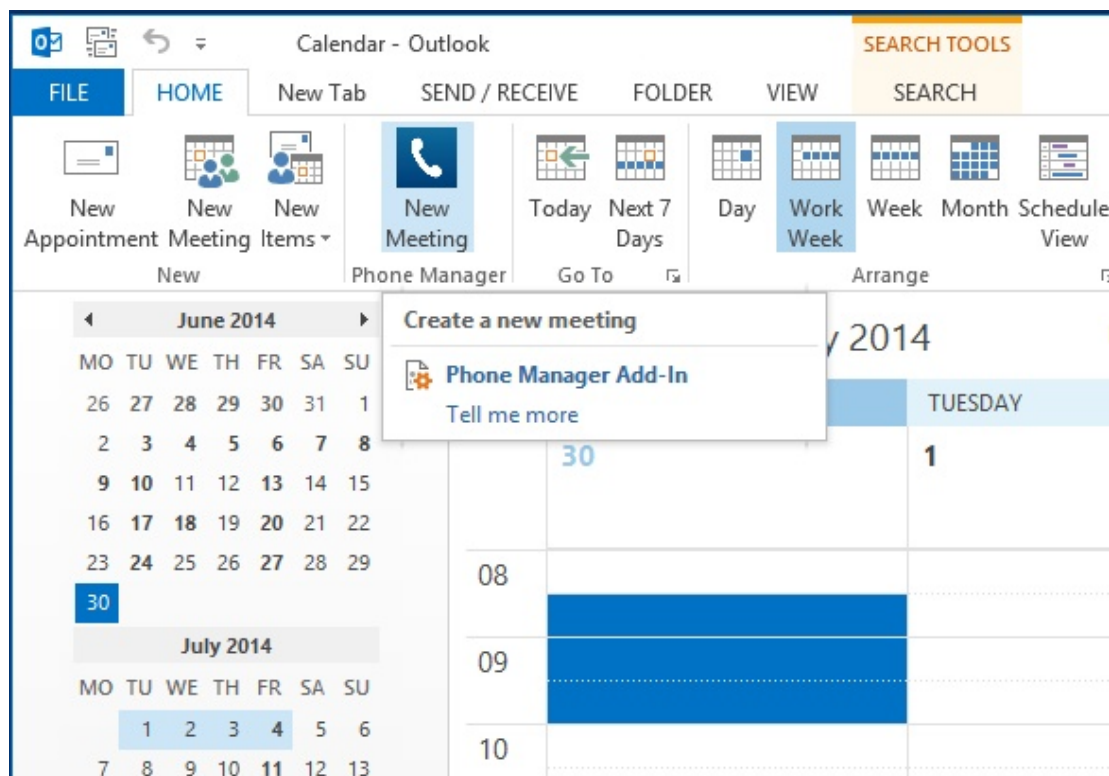 Calendar - Outlook
SEARCH TOOLS
FILE HOME New Tab SEND / RECEIVE FOLDER VIEW SEARCH
New Appointment
New Meeting
New Items
New Meeting
Today
Next 7 Days
Day
Work Week
Week
Month
Schedule View
New
Phone Manager
Go To
Arrange
Create a new meeting
Phone Manager Add-In
Tell me more
June 2014
MO TU WE TH FR SA SU
26 27 28 29 30 31 1
2 3 4 5 6 7 8
9 10 11 12 13 14 15
16 17 18 19 20 21 22
23 24 25 26 27 28 29
30
July 2014
MO TU WE TH FR SA SU
1 2 3 4 5 6
7 8 9 10 11 12 13
y 2014
TUESDAY
30
1
08
09
10